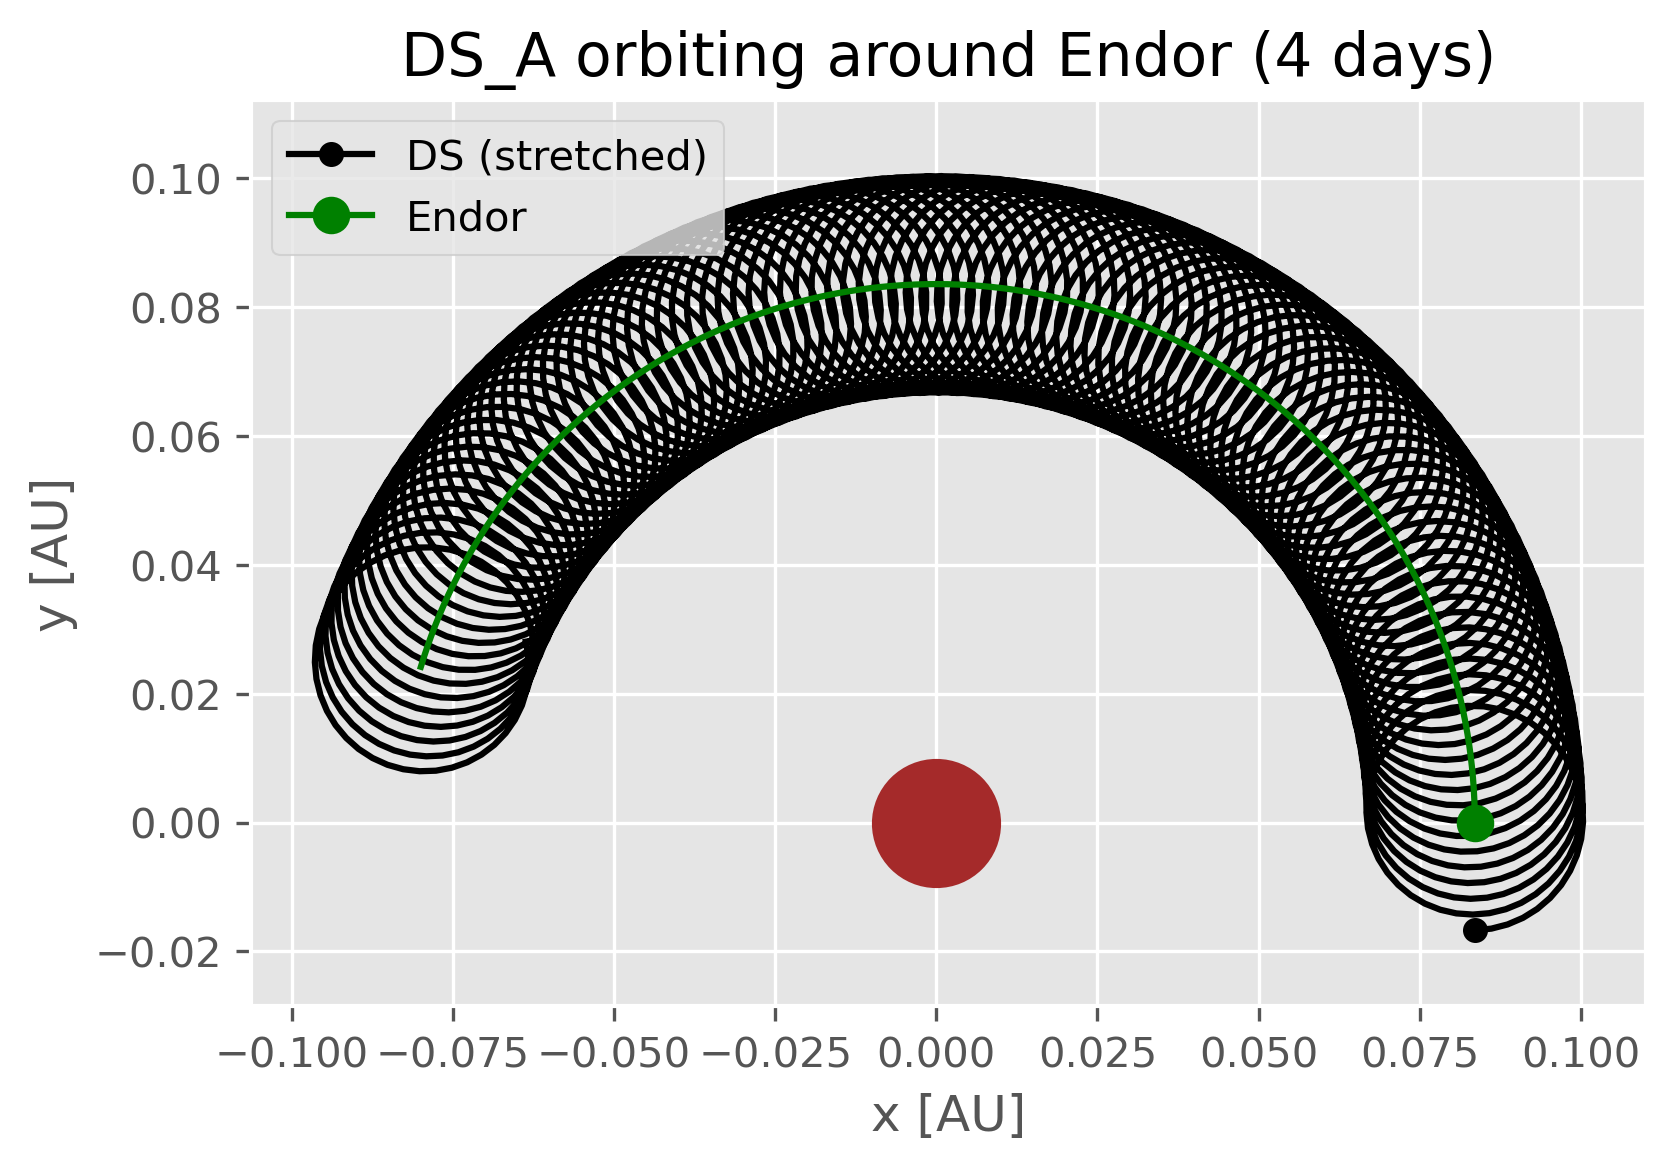 DS_A orbiting around Endor (4 days)
DS (stretched)
Endor
0.10
0.08
0.06
0.04
0.02
0.00
−0.02
y [AU]
−0.100 −0.075 −0.050 −0.025 0.000 0.025 0.050 0.075 0.100
x [AU]